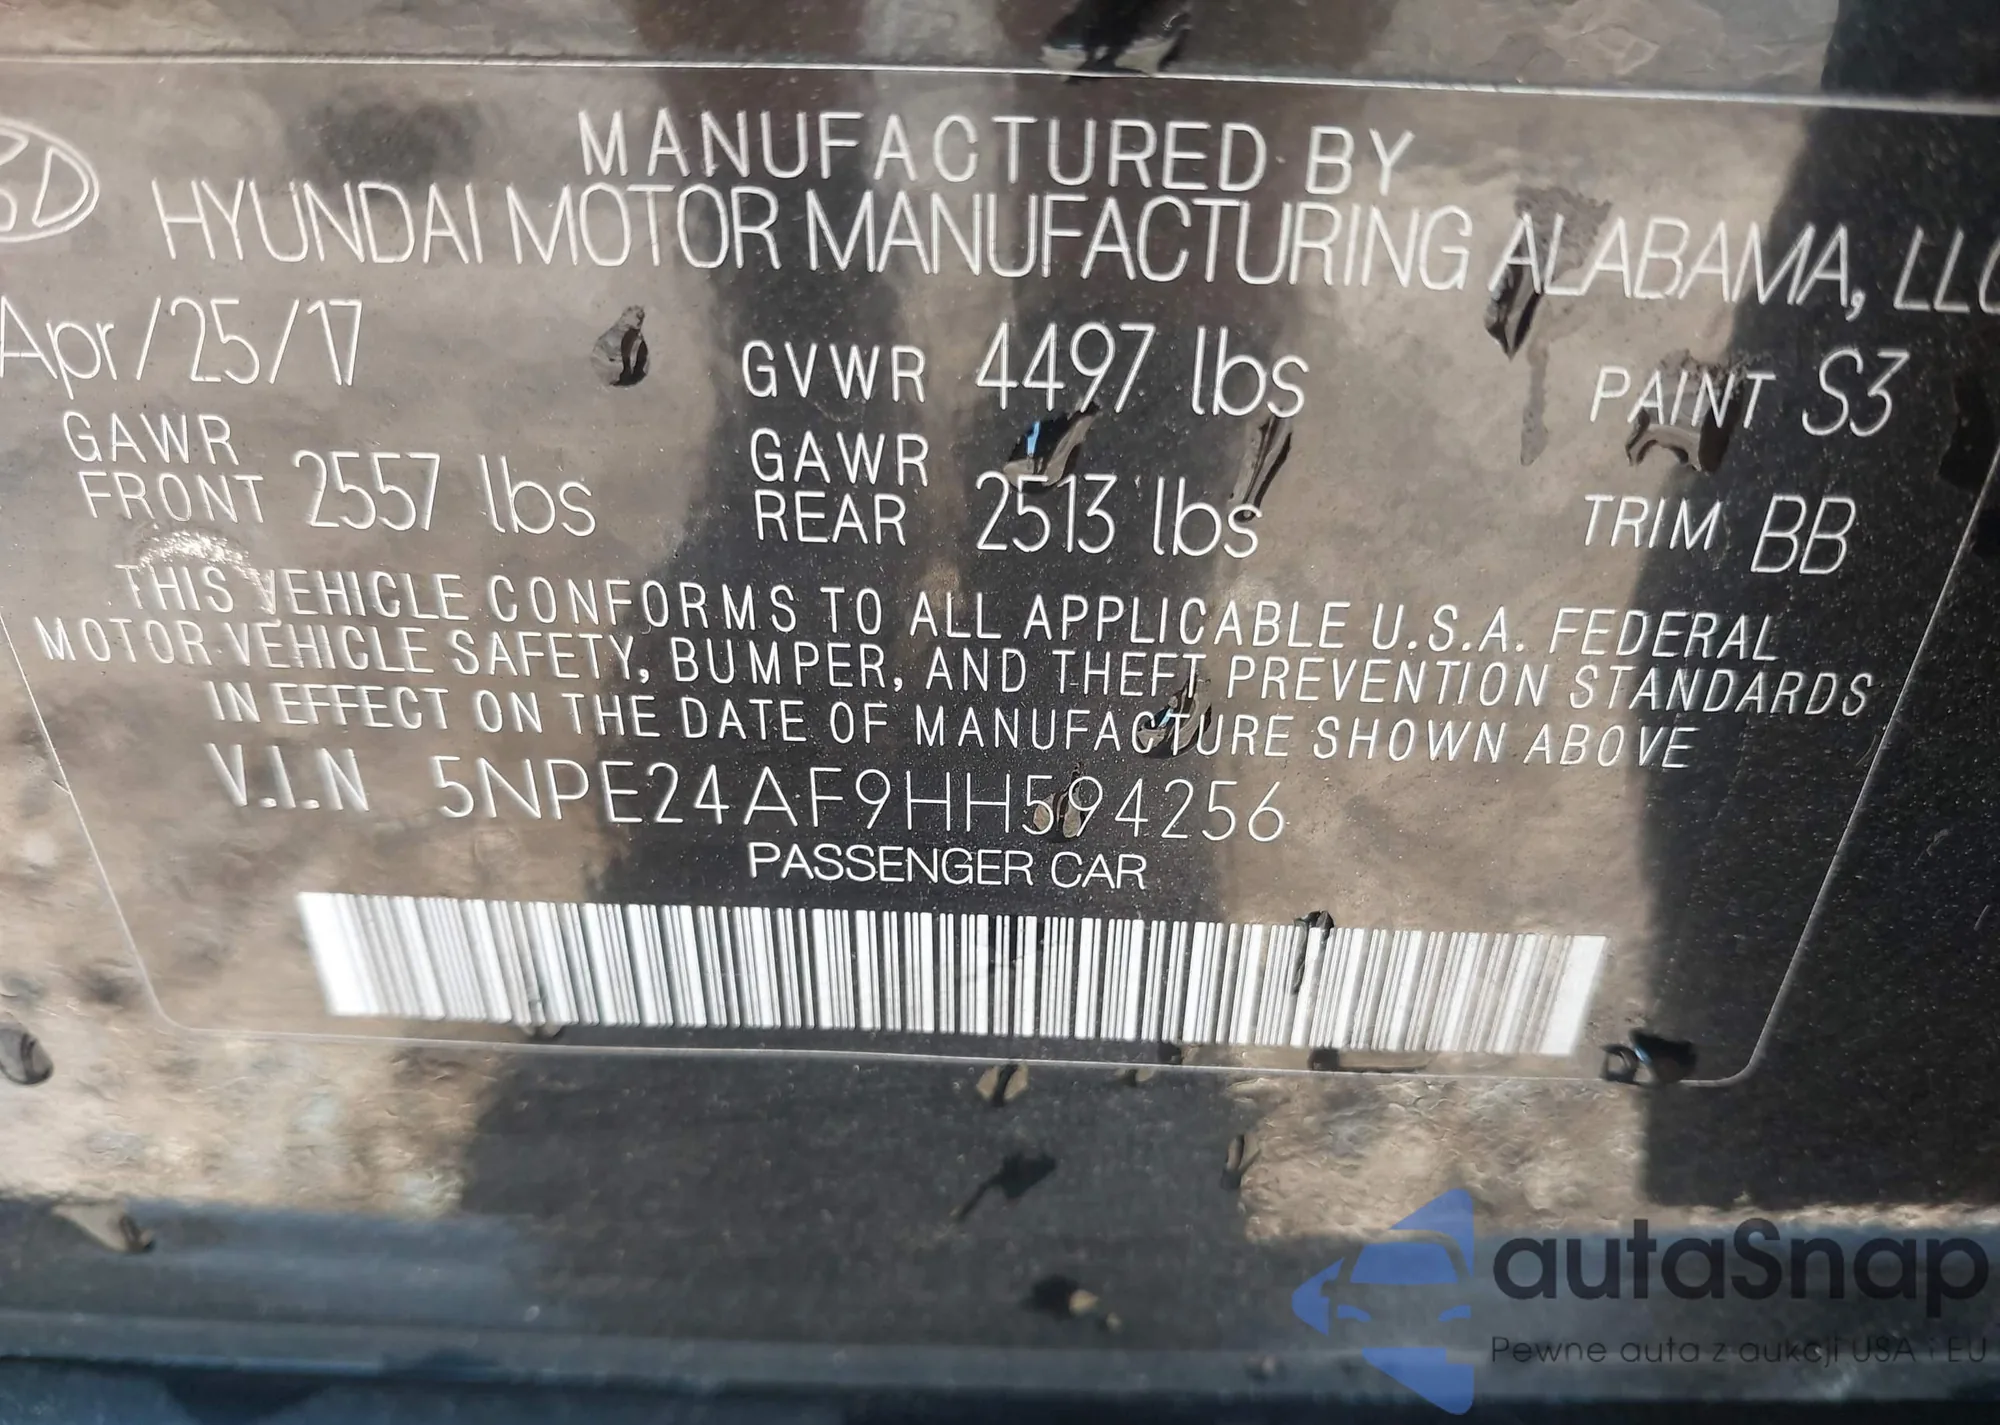 MANUFACTURED BY
HYUNDAI MOTOR MANUFACTURING ALABAMA, LLC
Apr/25/17 GVWR 4497 lbs PAINT S3
GAWR FRONT 2557 lbs GAWR REAR 2513 lbs TRIM BB
THIS VEHICLE CONFORMS TO ALL APPLICABLE U.S.A. FEDERAL
MOTOR VEHICLE SAFETY, BUMPER, AND THEFT PREVENTION STANDARDS
IN EFFECT ON THE DATE OF MANUFACTURE SHOWN ABOVE
V.I.N 5NPE24AF9HH594256
PASSENGER CAR
autaSnap
Pewne auta z aukcji USA i EU